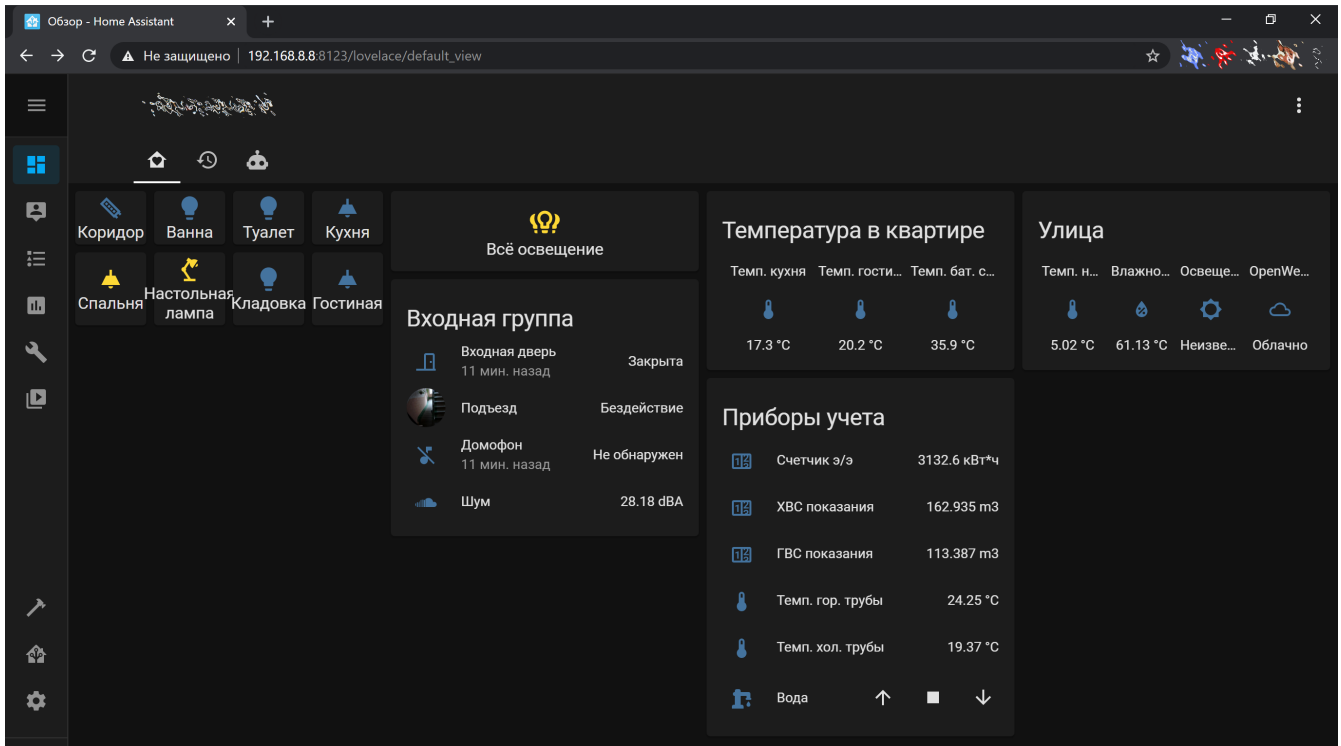 Обзор - Home Assistant
Не защищено | 192.168.8.8:8123/lovelace/default_view
Коридор Ванна Туалет Кухня
Спальня Настольная лампа Кладовка Гостиная
Всё освещение
Входная группа
Входная дверь Закрыта
11 мин. назад
Подъезд Бездействие
Домофон Не обнаружен
11 мин. назад
Шум 28.18 dBA
Температура в квартире
Темп. кухня Темп. гости... Темп. бат. с...
17.3 °C 20.2 °C 35.9 °C
Приборы учета
Счетчик э/э 3132.6 кВт*ч
ХВС показания 162.935 m3
ГВС показания 113.387 m3
Темп. гор. трубы 24.25 °C
Темп. хол. трубы 19.37 °C
Вода
Улица
Темп. н... Влажно... Освеще... OpenWe...
5.02 °C 61.13 °C Неизве... Облачно